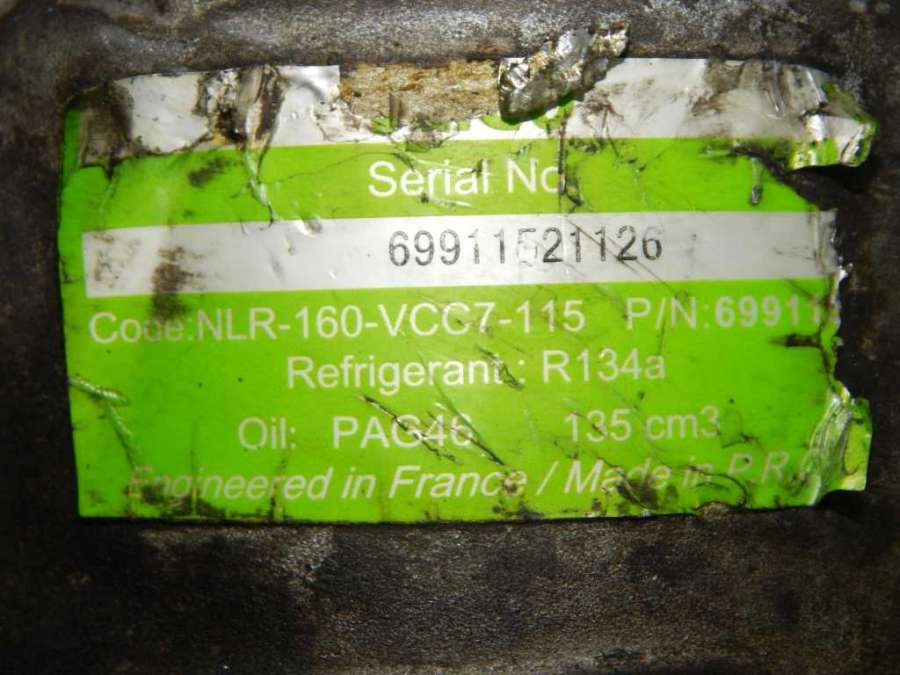 Serial No
69911521126
Code:NLR-160-VCC7-115 P/N:69911
Refrigerant : R134a
Oil: PAG46 135 cm3
Engineered in France / Made in P.R.